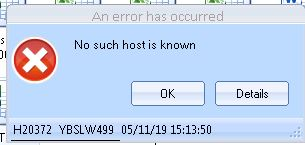 An error has occurred
No such host is known
OK
Details
H20372 YBSLW499 05/11/19 15:13:50